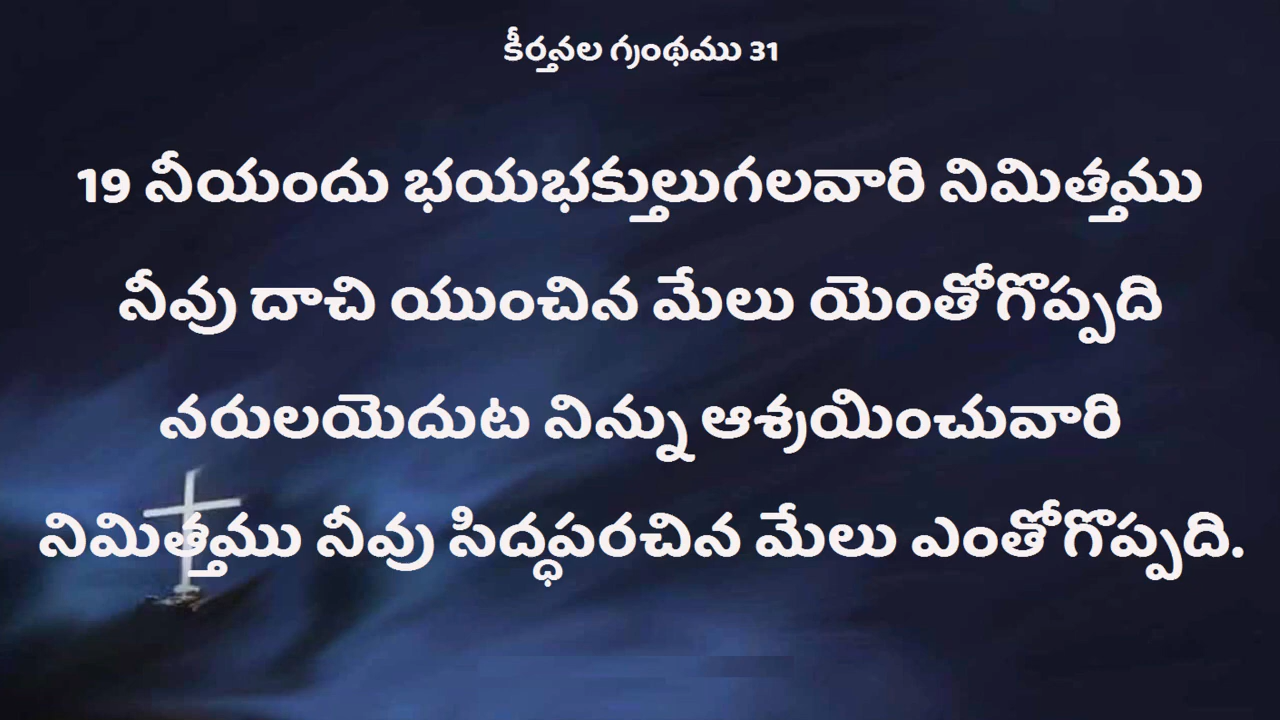 కీర్తనల గ్రంథము 31
19 నీయందు భయభక్తులుగలవారి నిమిత్తము
నీవు దాచి యుంచిన మేలు యెంతోగొప్పది
నరులయెదుట నిన్ను ఆశ్రయించువారి
నిమిత్తము నీవు సిద్ధపరచిన మేలు ఎంతోగొప్పది.